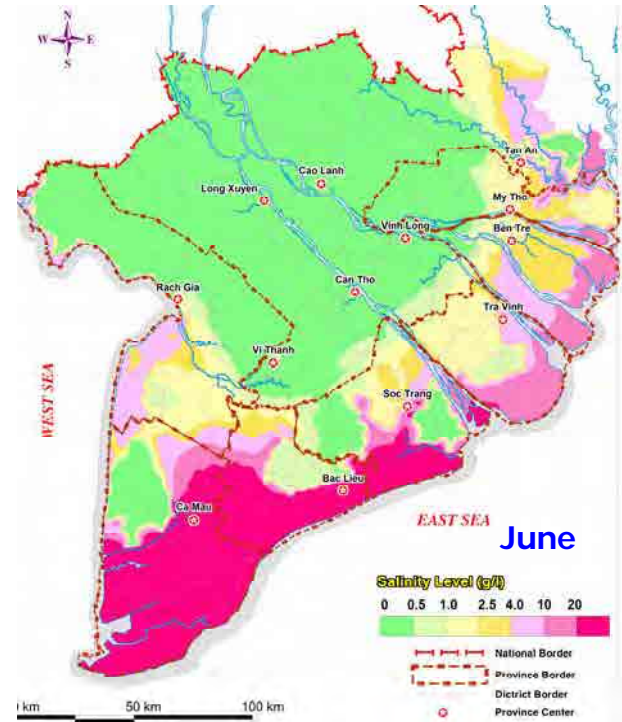 N
W E
S
Tan An
Cao Lanh
Long Xuyen
My Tho
Vinh Long
Ben Tre
Can Tho
Rach Gia
Tra Vinh
Vi Thanh
WEST SEA
Soc Trang
Bac Lieu
Ca Mau
EAST SEA
June
Salinity Level (g/l)
0 0.5 1.0 2.5 4.0 10 20
National Border
Province Border
District Border
Province Center
0 km 50 km 100 km